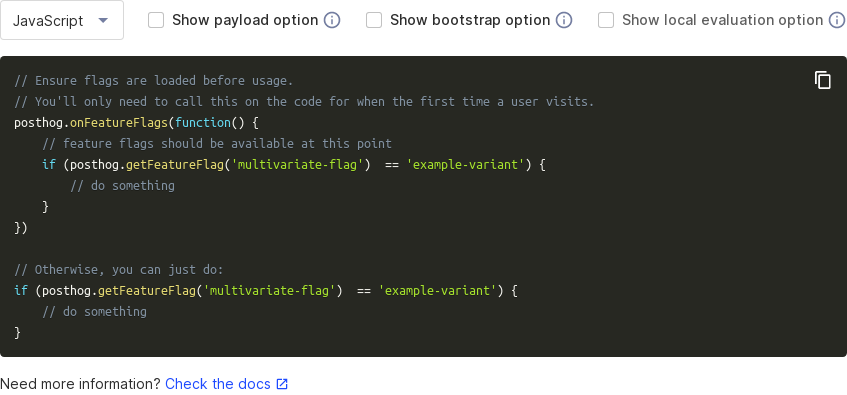 JavaScript Show payload option Show bootstrap option Show local evaluation option
// Ensure flags are loaded before usage.
// You'll only need to call this on the code for when the first time a user visits.
posthog.onFeatureFlags(function() {
    // feature flags should be available at this point
    if (posthog.getFeatureFlag('multivariate-flag')  == 'example-variant') {
        // do something
    }
})

// Otherwise, you can just do:
if (posthog.getFeatureFlag('multivariate-flag')  == 'example-variant') {
    // do something
}
Need more information? Check the docs